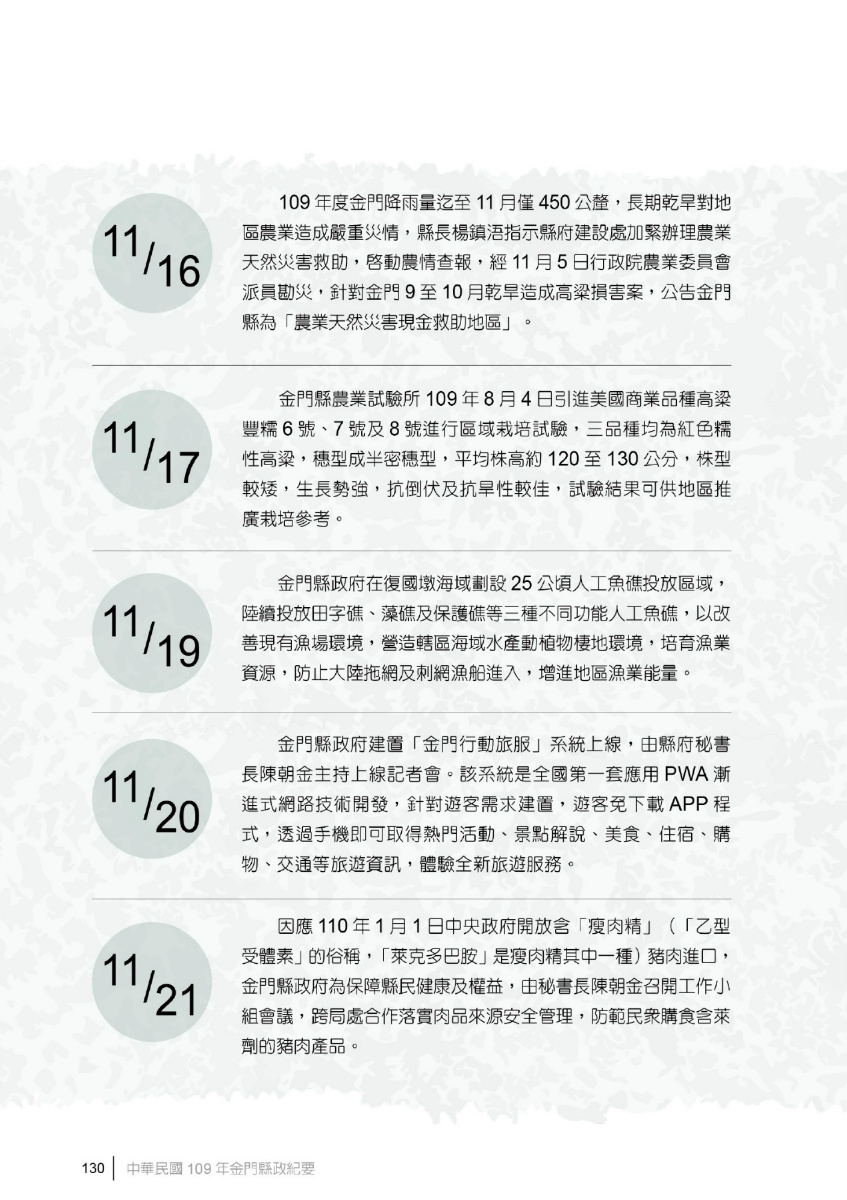 11/16
109 年度金門降雨量迄至 11 月僅 450 公釐，長期乾旱對地
區農業造成嚴重災情，縣長楊鎮浯指示縣府建設處加緊辦理農業
天然災害救助，啓動農情查報，經 11 月 5 日行政院農業委員會
派員勘災，針對金門 9 至 10 月乾旱造成高粱損害案，公告金門
縣為「農業天然災害現金救助地區」。
11/17
金門縣農業試驗所 109 年 8 月 4 日引進美國商業品種高粱
豐糯 6 號、7 號及 8 號進行區域栽培試驗，三品種均為紅色糯
性高粱，穗型成半密穗型，平均株高約 120 至 130 公分，株型
較矮，生長勢強，抗倒伏及抗旱性較佳，試驗結果可供地區推
廣栽培參考。
11/19
金門縣政府在復國墩海域劃設 25 公頃人工魚礁投放區域，
陸續投放田字礁、藻礁及保護礁等三種不同功能人工魚礁，以改
善現有漁場環境，營造轄區海域水產動植物棲地環境，培育漁業
資源，防止大陸拖網及刺網漁船進入，增進地區漁業能量。
11/20
金門縣政府建置「金門行動旅服」系統上線，由縣府秘書
長陳朝金主持上線記者會。該系統是全國第一套應用 PWA 漸
進式網路技術開發，針對遊客需求建置，遊客免下載 APP 程
式，透過手機即可取得熱門活動、景點解說、美食、住宿、購
物、交通等旅遊資訊，體驗全新旅遊服務。
11/21
因應 110 年 1 月 1 日中央政府開放含「瘦肉精」（「乙型
受體素」的俗稱，「萊克多巴胺」是瘦肉精其中一種）豬肉進口，
金門縣政府為保障縣民健康及權益，由秘書長陳朝金召開工作小
組會議，跨局處合作落實肉品來源安全管理，防範民衆購食含萊
劑的豬肉產品。
130 中華民國 109 年金門縣政紀要